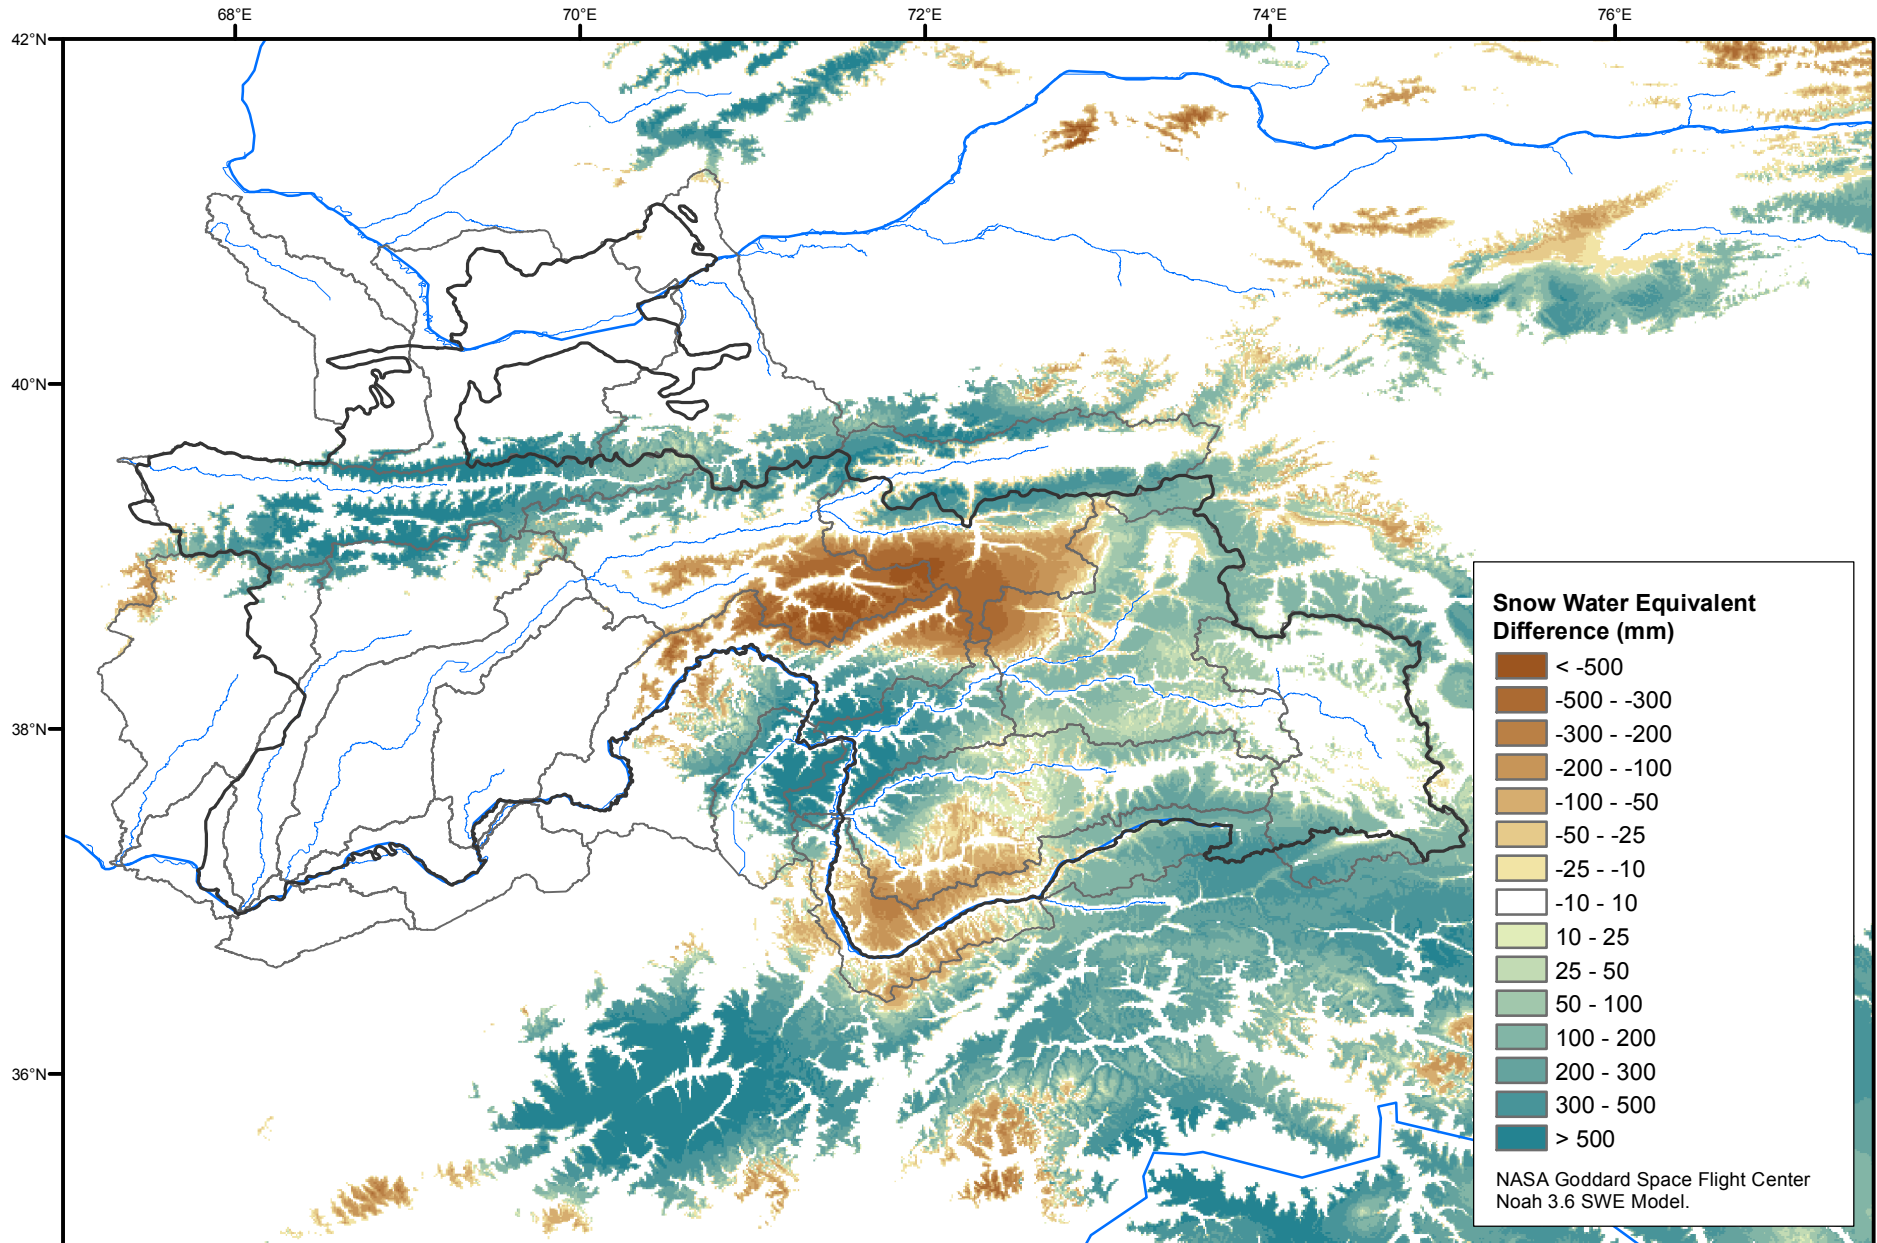 68°E
70°E
72°E
74°E
76°E
42°N
40°N
38°N
36°N
Snow Water Equivalent
Difference (mm)
< -500
-500 - -300
-300 - -200
-200 - -100
-100 - -50
-50 - -25
-25 - -10
-10 - 10
10 - 25
25 - 50
50 - 100
100 - 200
200 - 300
300 - 500
> 500
NASA Goddard Space Flight Center
Noah 3.6 SWE Model.